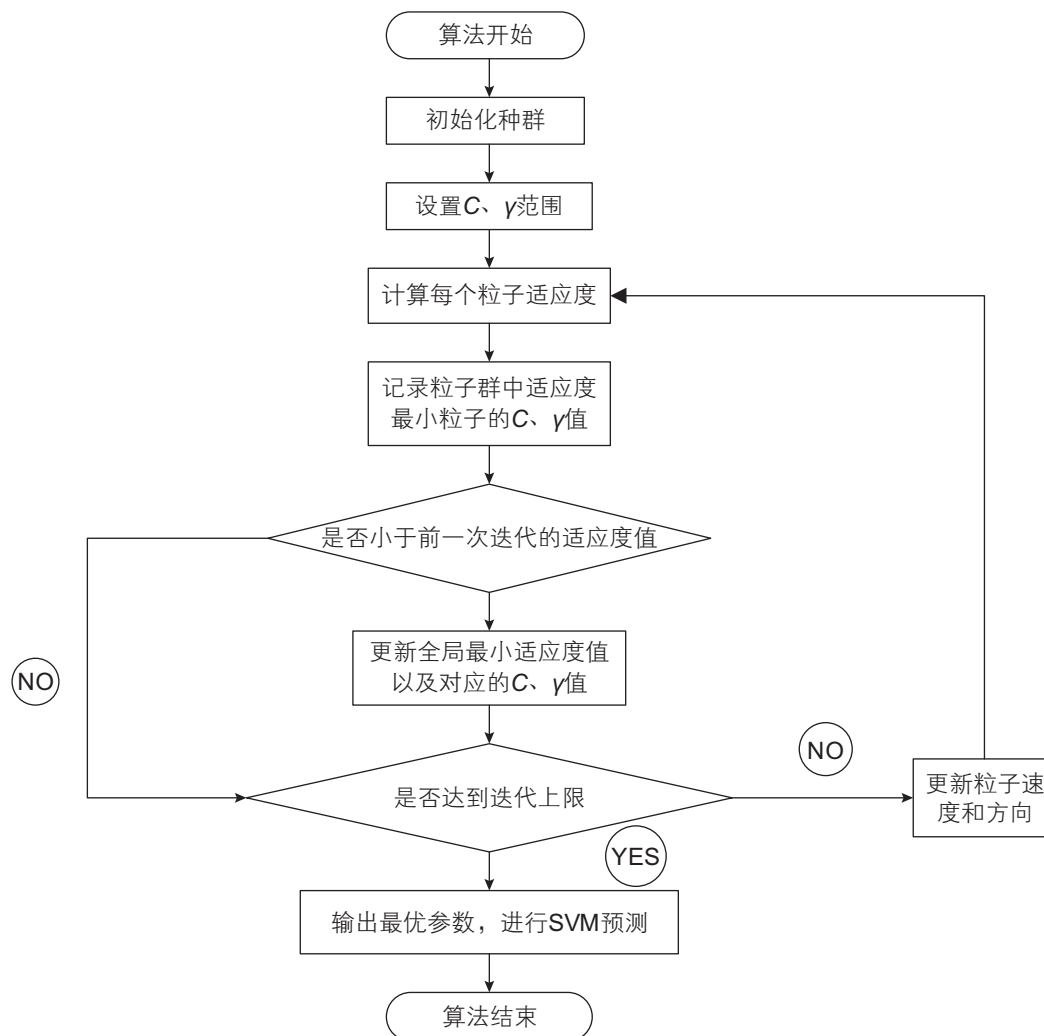 算法开始
初始化种群
设置C、γ范围
计算每个粒子适应度
记录粒子群中适应度
最小粒子的C、γ值
是否小于前一次迭代的适应度值
更新全局最小适应度值
以及对应的C、γ值
NO
NO
是否达到迭代上限
更新粒子速
度和方向
YES
输出最优参数，进行SVM预测
算法结束